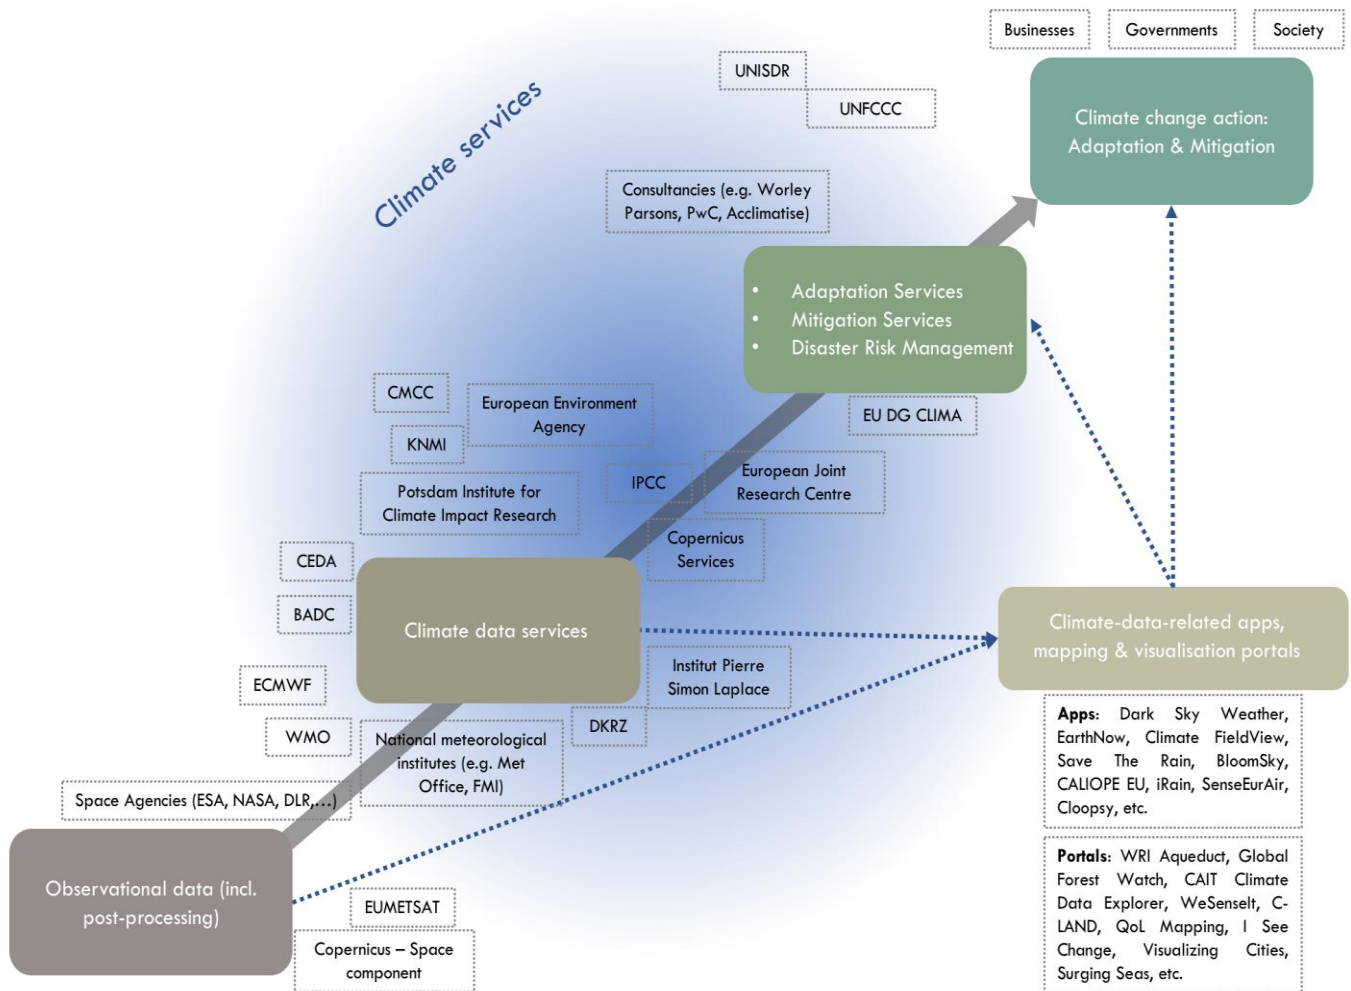 Businesses
Governments
Society
UNISDR
UNFCCC
Climate services
Climate change action:
Adaptation & Mitigation
Consultancies (e.g. Worley
Parsons, PwC, Acclimatise)
• Adaptation Services
• Mitigation Services
• Disaster Risk Management
CMCC
European Environment
Agency
EU DG CLIMA
KNMI
IPCC
European Joint
Research Centre
Potsdam Institute for
Climate Impact Research
Copernicus
Services
CEDA
BADC
Climate data services
Climate-data-related apps,
mapping & visualisation portals
Institut Pierre
Simon Laplace
ECMWF
DKRZ
WMO
National meteorological
institutes (e.g. Met
Office, FMI)
Space Agencies (ESA, NASA, DLR,...)
Apps: Dark Sky Weather,
EarthNow, Climate FieldView,
Save The Rain, BloomSky,
CALIOPE EU, iRain, SenseEurAir,
Cloopsy, etc.
Observational data (incl.
post-processing)
EUMETSAT
Copernicus – Space
component
Portals: WRI Aqueduct, Global
Forest Watch, CAIT Climate
Data Explorer, WeSenseIt, C-
LAND, QoL Mapping, I See
Change, Visualizing Cities,
Surging Seas, etc.